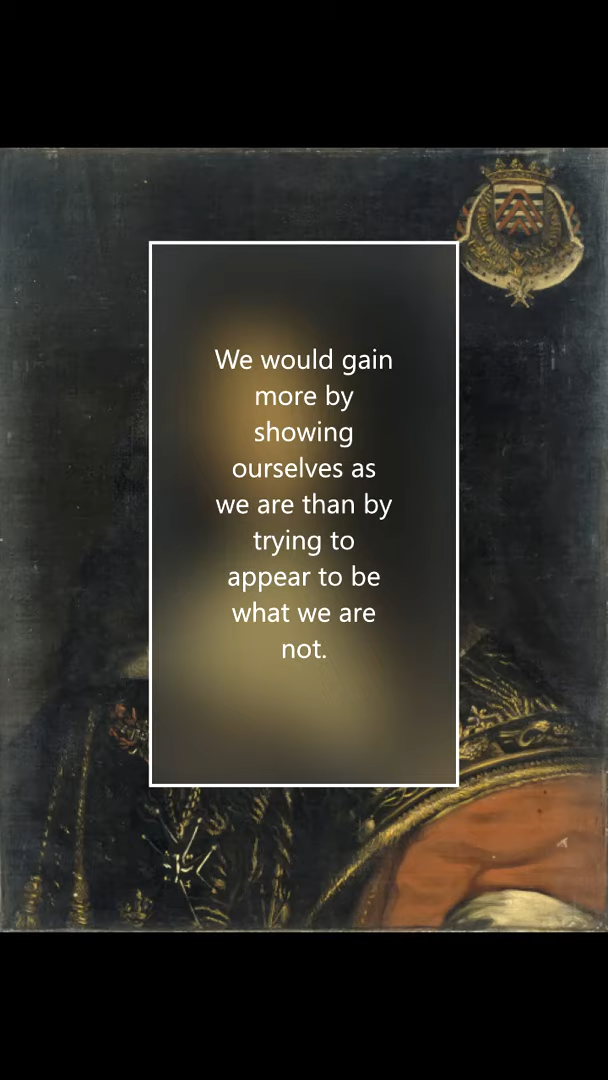 We would gain
more by
showing
ourselves as
we are than by
trying to
appear to be
what we are
not.